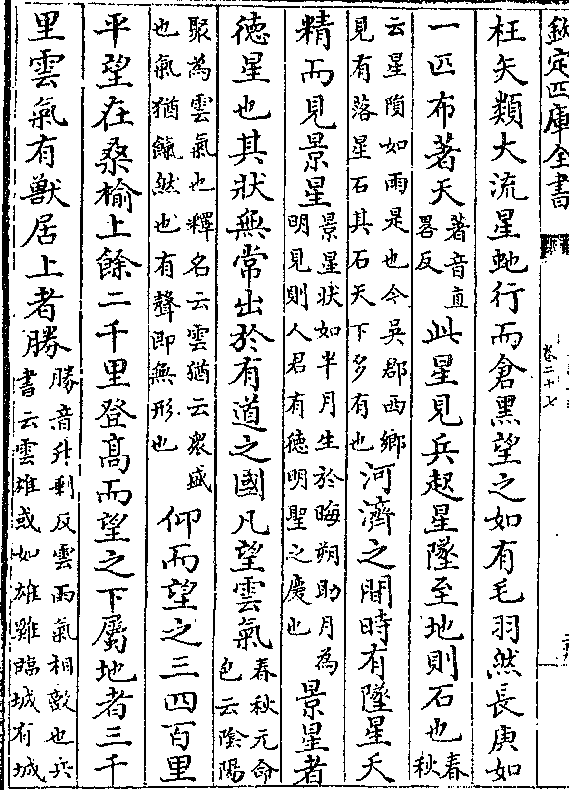 欽定四庫全書
卷二十七
枉矢類大流星虵行而倉黑望之如有毛羽然長庚如
一匹布著天著音直畧反此星見兵起星墜至地則石也春秋
云星隕如雨是也今吳郡西鄉見有落星石其石天下多有也河濟之間時有墜星天
精而見景星景星狀如半月生於晦朔助月為明見則人君有徳明聖之慶也景星者
徳星也其狀無常出於有道之國凡望雲氣春秋元命包云陰陽
聚為雲氣也釋名云雲猶云衆盛也氣猶餼然也有聲即無形也仰而望之三四百里
平望在桑榆上餘二千里登高而望之下屬地者三千
里雲氣有獸居上者勝勝音升剩反雲雨氣相敵也兵書云雲雄或如雄雞臨城有城